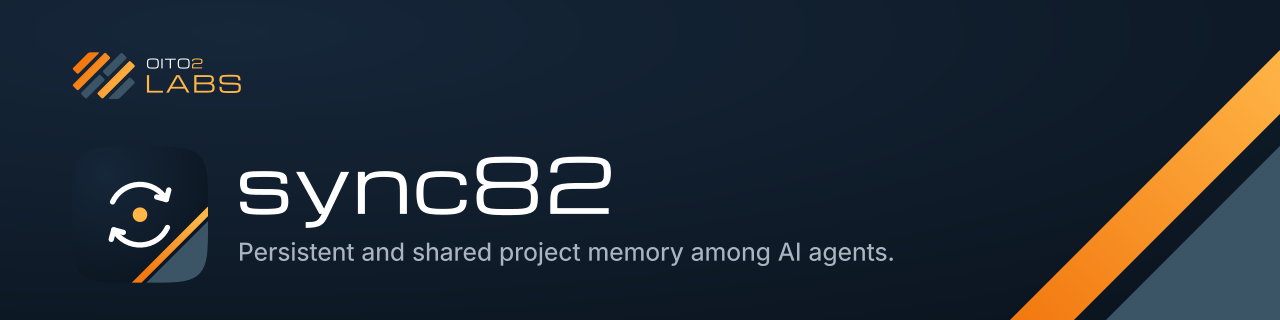 OITO2
LABS
sync82
Persistent and shared project memory among AI agents.